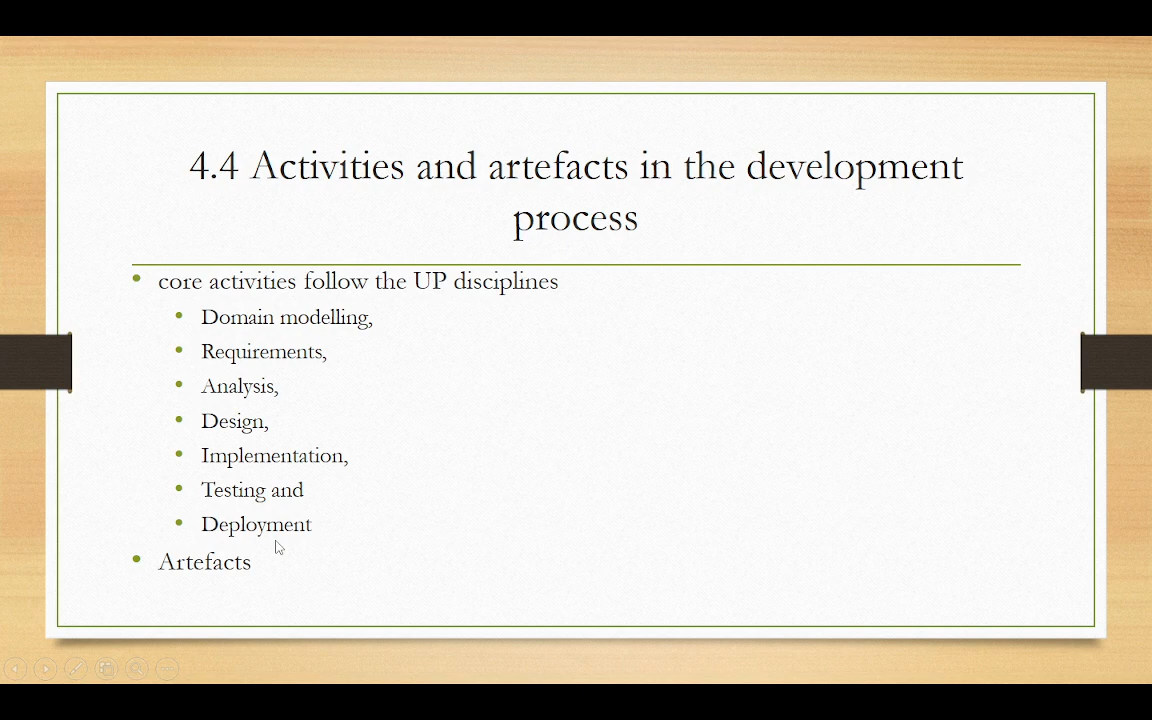 4.4 Activities and artefacts in the development
process
core activities follow the UP disciplines
Domain modelling,
Requirements,
Analysis,
Design,
Implementation,
Testing and
Deployment
Artefacts